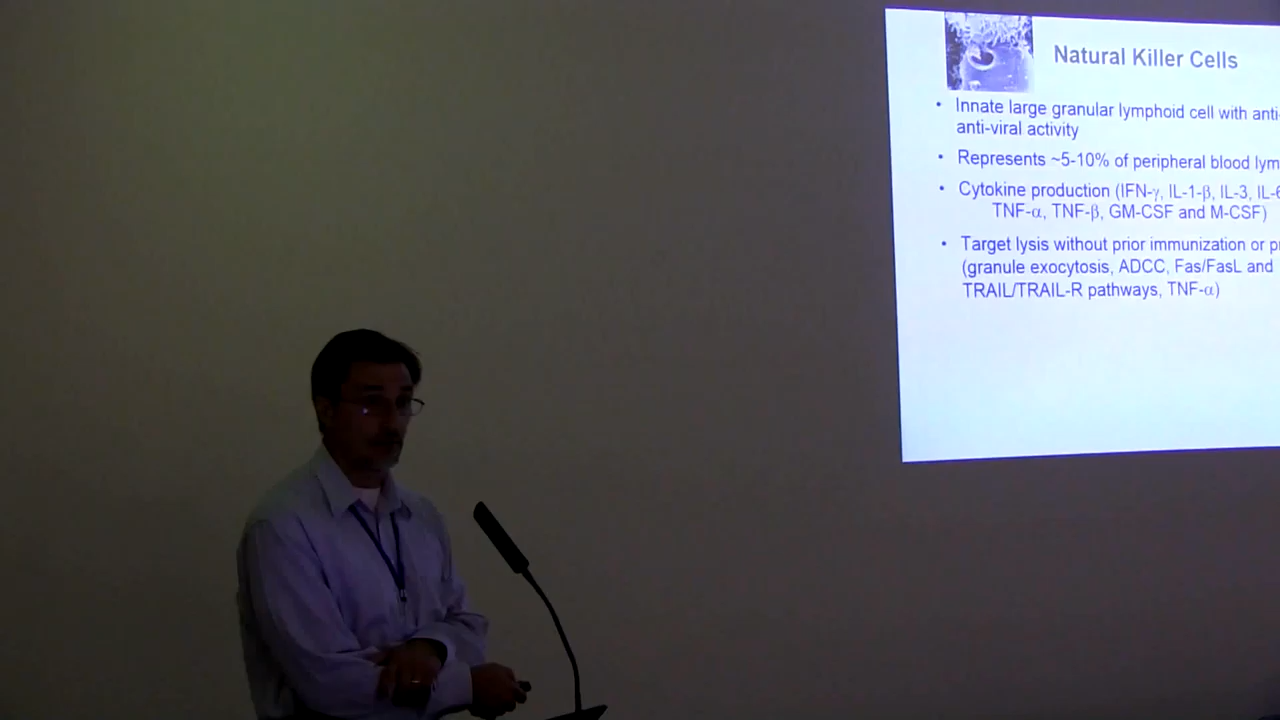 Natural Killer Cells
• Innate large granular lymphoid cell with anti-
anti-viral activity
• Represents ~5-10% of peripheral blood lym
• Cytokine production (IFN-γ, IL-1-β, IL-3, IL-6
TNF-α, TNF-β, GM-CSF and M-CSF)
• Target lysis without prior immunization or p
(granule exocytosis, ADCC, Fas/FasL and
TRAIL/TRAIL-R pathways, TNF-α)